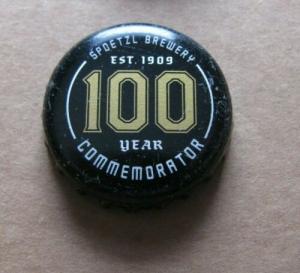 SPOETZL BREWERY
EST. 1909
100
YEAR
COMMEMORATOR